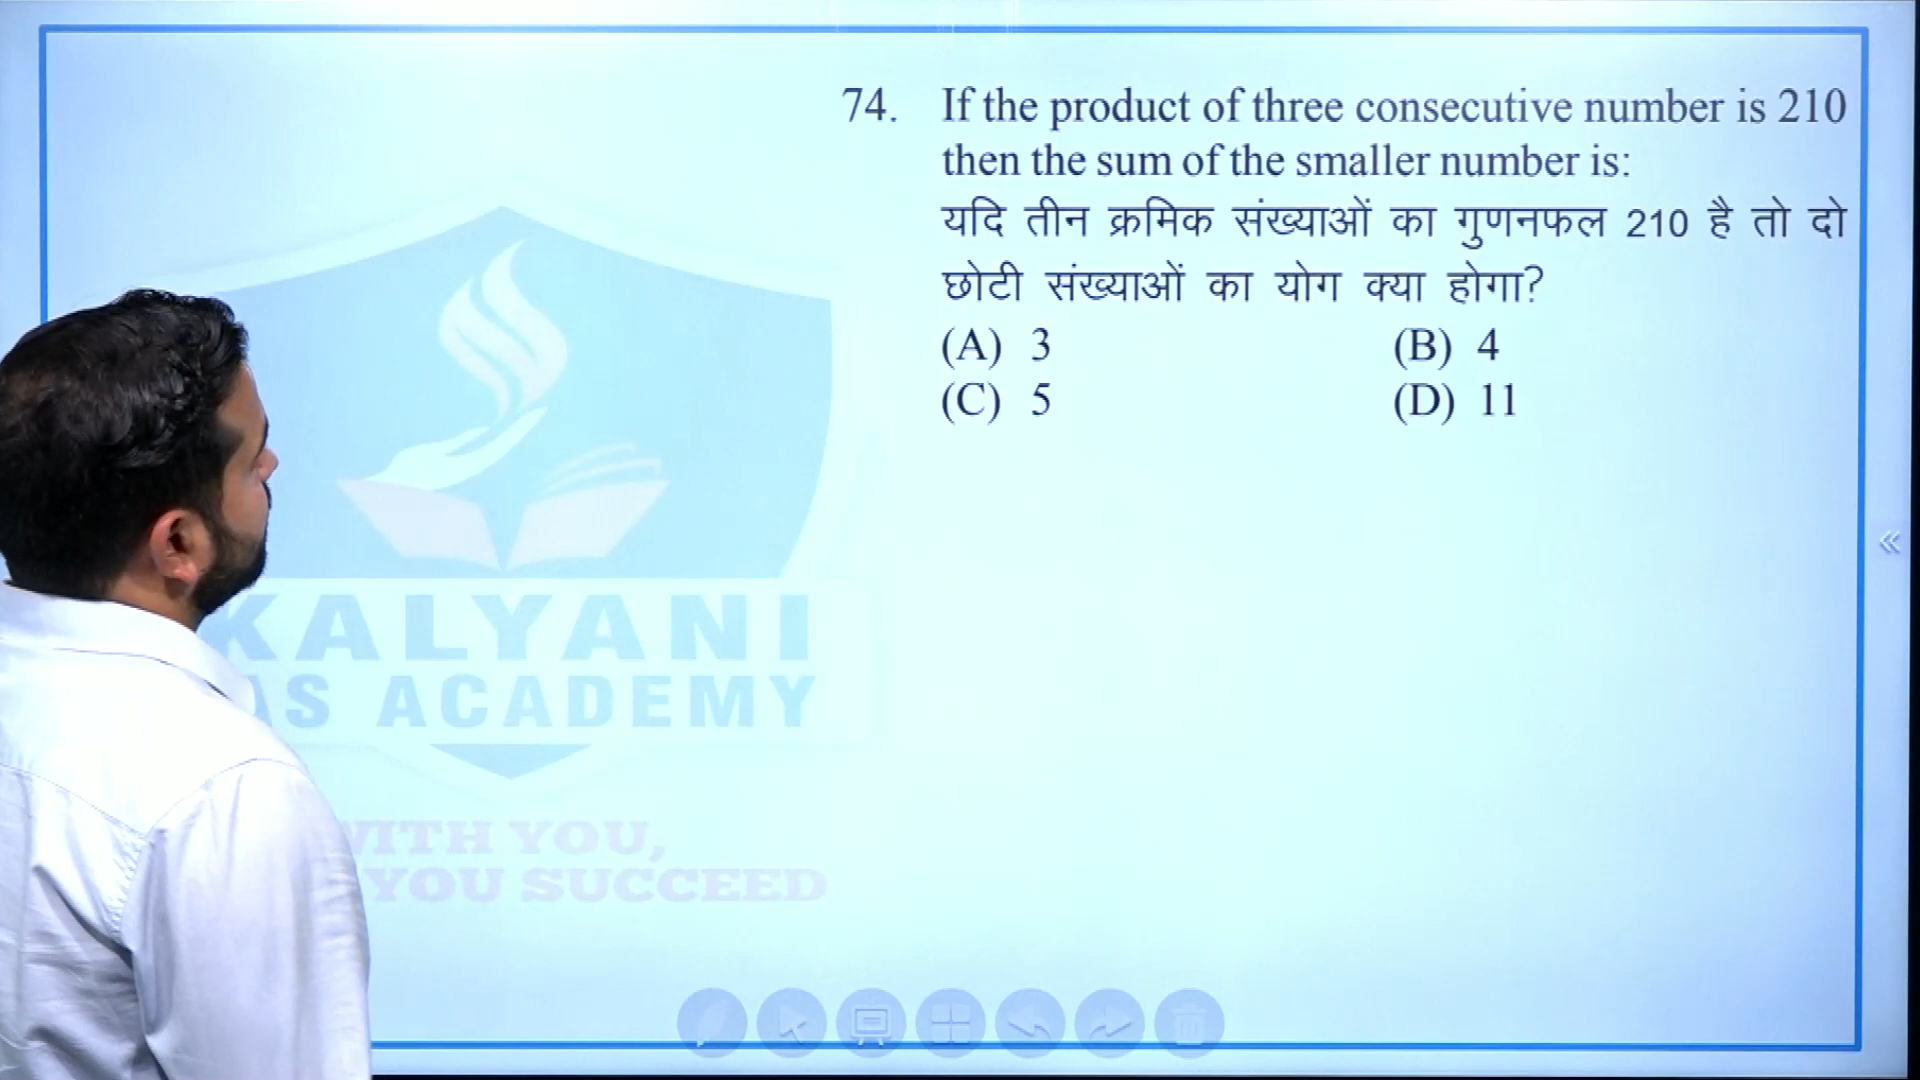 74. If the product of three consecutive number is 210
then the sum of the smaller number is:
यदि तीन क्रमिक संख्याओं का गुणनफल 210 है तो दो
छोटी संख्याओं का योग क्या होगा?
(A) 3 (B) 4
(C) 5 (D) 11
KALYANI
AS ACADEMY
WITH YOU,
YOU SUCCEED